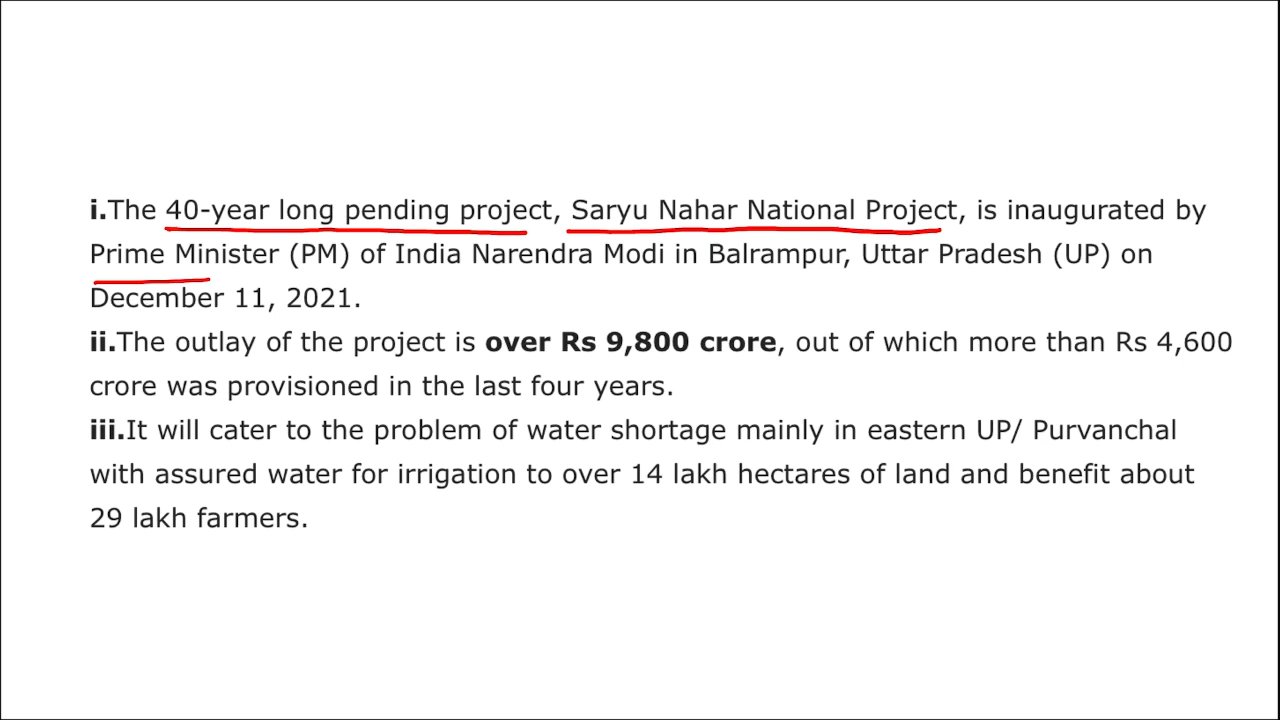 i.The 40-year long pending project, Saryu Nahar National Project, is inaugurated by
Prime Minister (PM) of India Narendra Modi in Balrampur, Uttar Pradesh (UP) on
December 11, 2021.
ii.The outlay of the project is over Rs 9,800 crore, out of which more than Rs 4,600
crore was provisioned in the last four years.
iii.It will cater to the problem of water shortage mainly in eastern UP/ Purvanchal
with assured water for irrigation to over 14 lakh hectares of land and benefit about
29 lakh farmers.